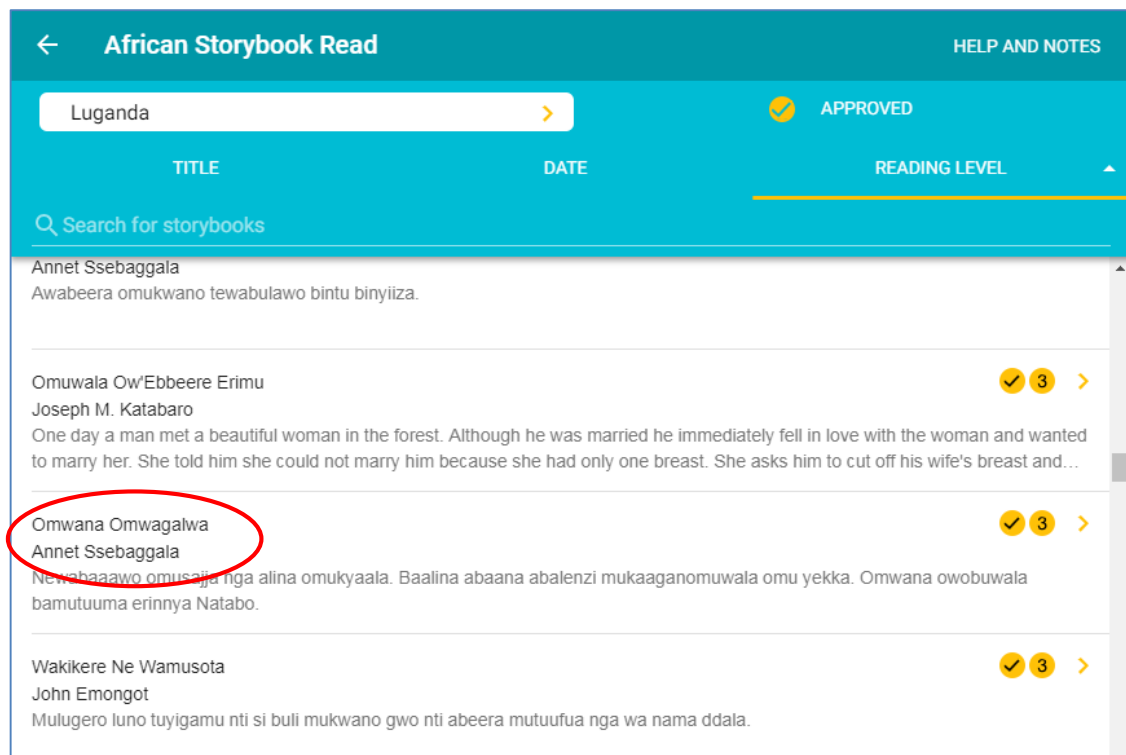 African Storybook Read
HELP AND NOTES
Luganda
APPROVED
TITLE
DATE
READING LEVEL
Search for storybooks
Annet Ssebaggala
Awabeera omukwano tewabulawo bintu binyiiza.
Omuwala Ow'Ebbeere Erimu
3
Joseph M. Katabaro
One day a man met a beautiful woman in the forest. Although he was married he immediately fell in love with the woman and wanted
to marry her. She told him she could not marry him because she had only one breast. She asks him to cut off his wife's breast and…
Omwana Omwagalwa
3
Annet Ssebaggala
Newabaaawo omusajja nga alina omukyaala. Baalina abaana abalenzi mukaaganomuwala omu yekka. Omwana owobuwala
bamutuuma erinnya Natabo.
Wakikere Ne Wamusota
3
John Emongot
Mulugero luno tuyigamu nti si buli mukwano gwo nti abeera mutuufua nga wa nama ddala.